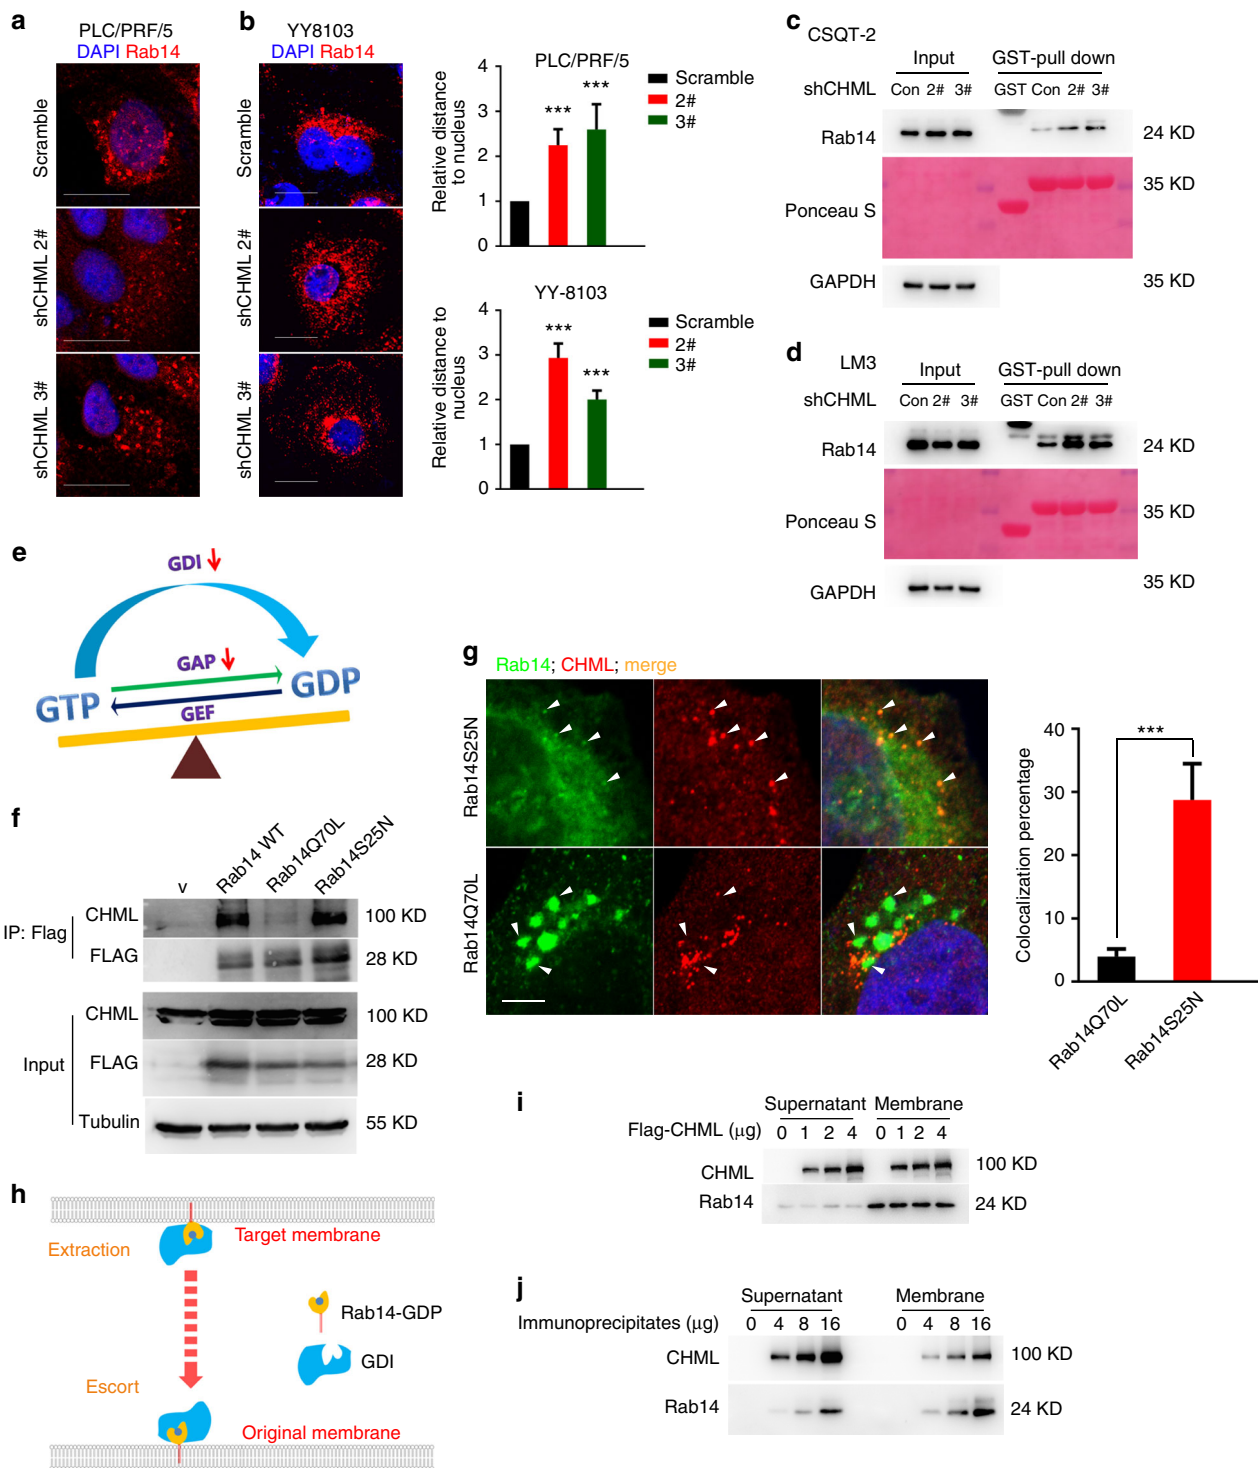 a
PLC/PRF/5
DAPI Rab14
Scramble
shCHML 2#
shCHML 3#
b
YY8103
DAPI Rab14
Scramble
shCHML 2#
shCHML 3#
PLC/PRF/5
Relative distance
to nucleus
4
3
2
1
0
***
***
Scramble
2#
3#
YY-8103
Relative distance to
nucleus
4
3
2
1
0
***
***
Scramble
2#
3#
c
CSQT-2
Input
GST-pull down
shCHML
Con 2# 3#
GST Con 2# 3#
Rab14
24 KD
Ponceau S
35 KD
GAPDH
35 KD
d
LM3
Input
GST-pull down
shCHML
Con 2# 3#
GST Con 2# 3#
Rab14
24 KD
Ponceau S
35 KD
GAPDH
35 KD
e
GDI
GAP
GTP
GDP
GEF
f
v
Rab14 WT
Rab14Q70L
Rab14S25N
IP: Flag
CHML
100 KD
FLAG
28 KD
Input
CHML
100 KD
FLAG
28 KD
Tubulin
55 KD
g
Rab14; CHML; merge
Rab14S25N
Rab14Q70L
Colocalization percentage
40
30
20
10
0
***
Rab14Q70L
Rab14S25N
h
Target membrane
Extraction
Rab14-GDP
GDI
Escort
Original membrane
i
Supernatant
Membrane
Flag-CHML (μg)
0 1 2 4
0 1 2 4
CHML
100 KD
Rab14
24 KD
j
Supernatant
Membrane
Immunoprecipitates (μg)
0 4 8 16
0 4 8 16
CHML
100 KD
Rab14
24 KD